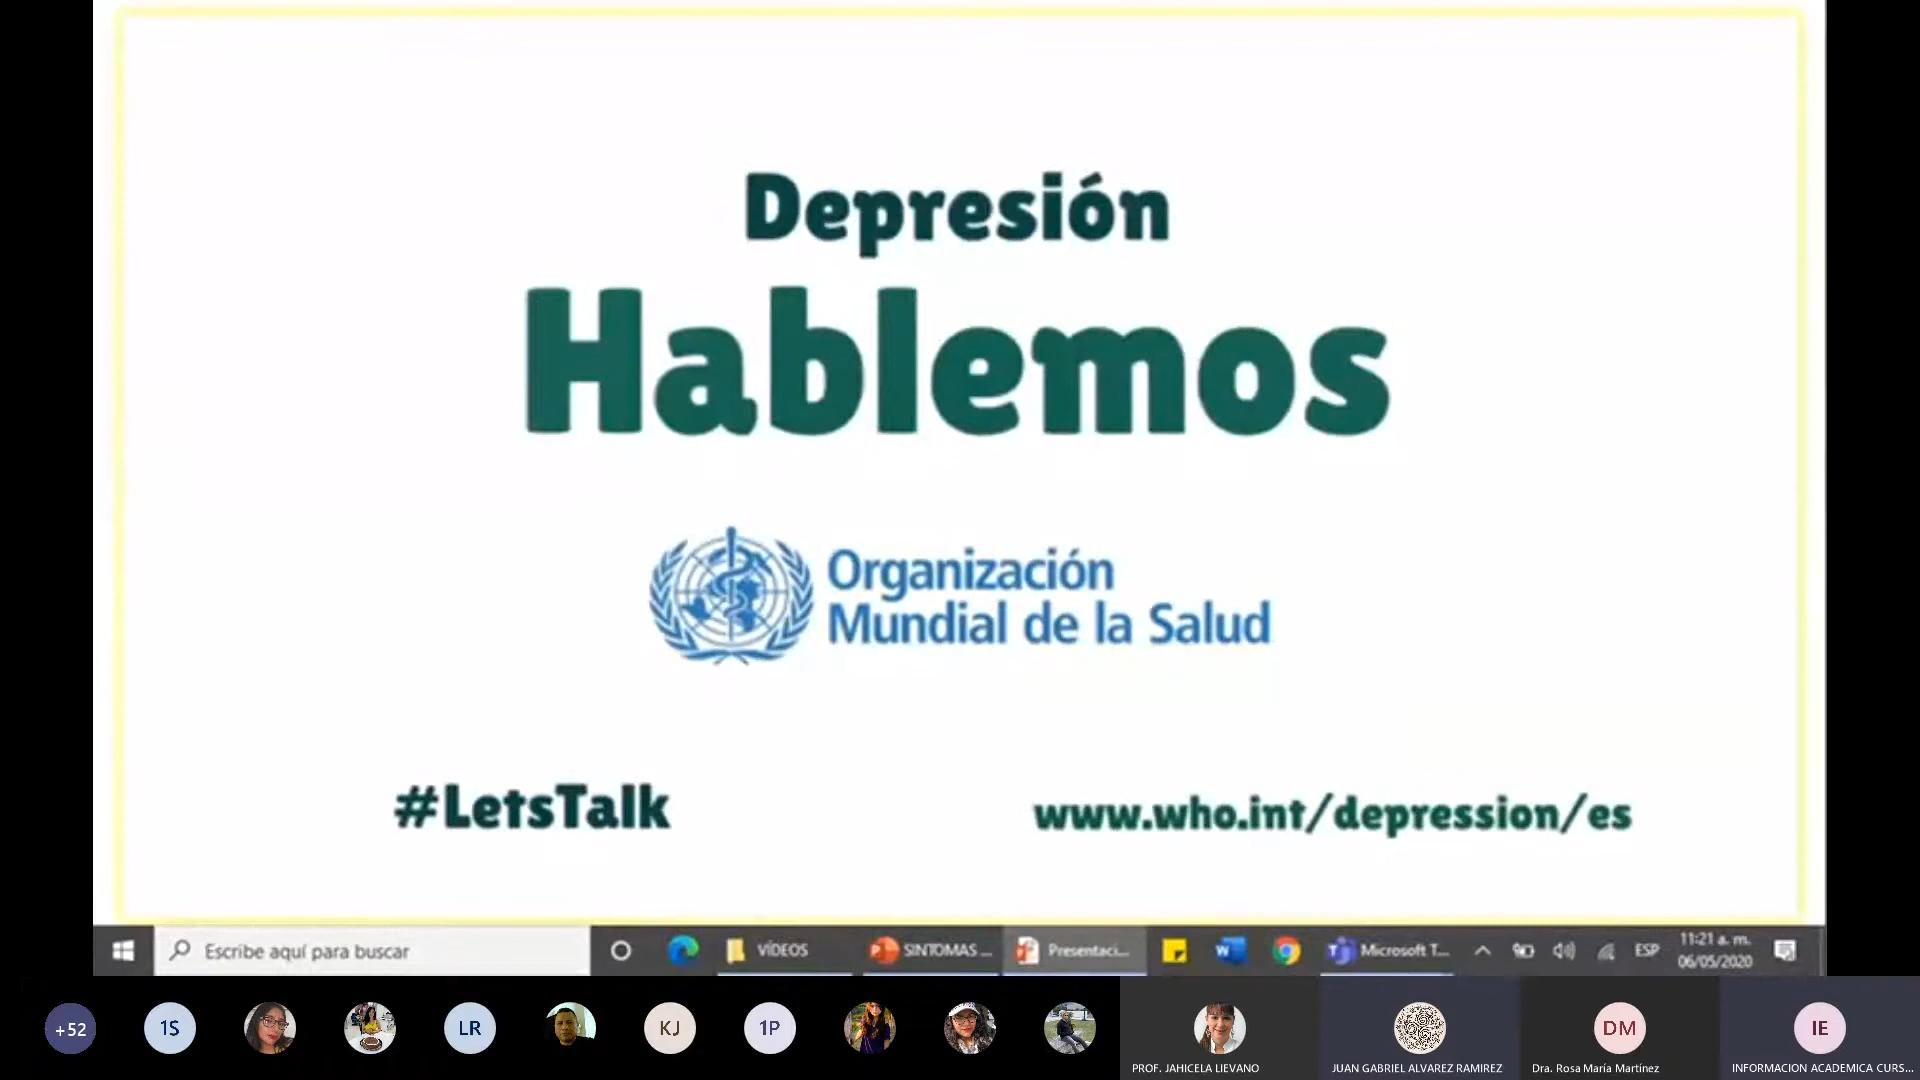 Depresión
Hablemos
Organización
Mundial de la Salud
#LetsTalk
www.who.int/depression/es
Escribe aquí para buscar
VÍDEOS
SINTOMAS ...
Presentaci...
Microsoft T...
ESP
11:21 a. m.
06/05/2020
+52
1S
LR
KJ
1P
DM
IE
PROF. JAHICELA LIEVANO
JUAN GABRIEL ALVAREZ RAMIREZ
Dra. Rosa María Martínez
INFORMACION ACADEMICA CURS...